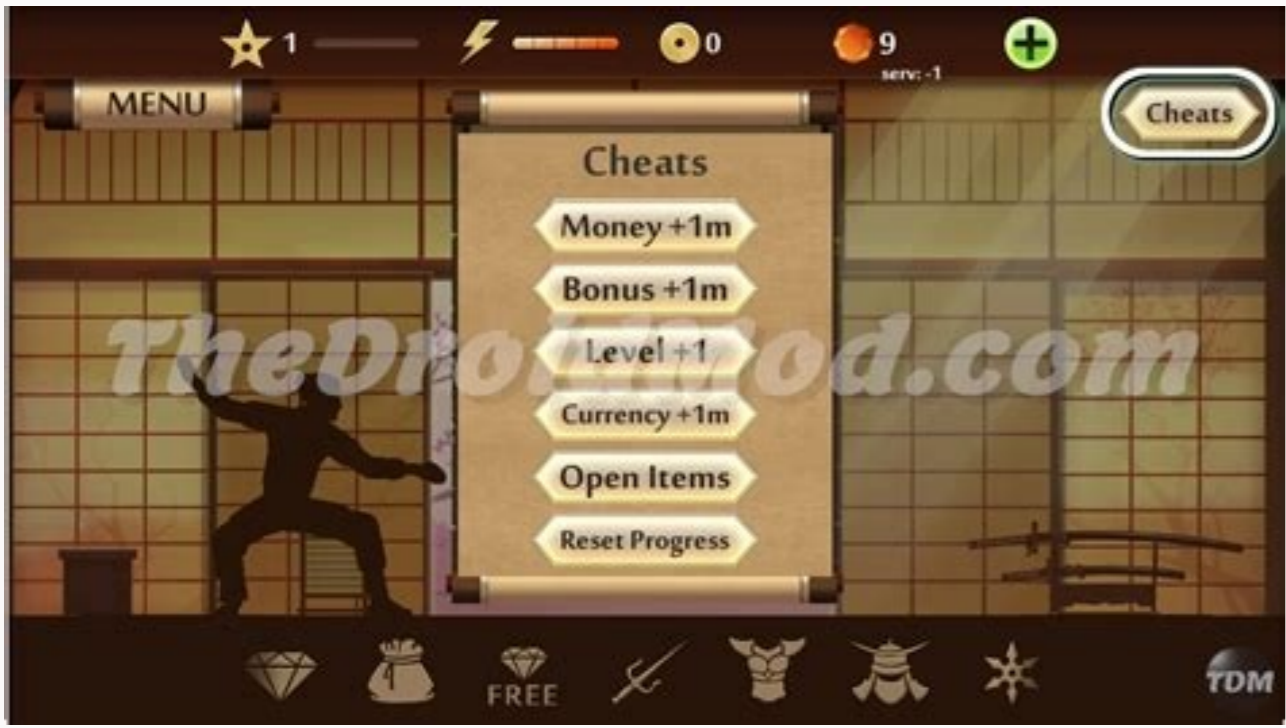 1
0
9
serv: -1
MENU
Cheats
Cheats
Money +1m
Bonus +1m
Level +1
TheDroidMod.com
Currency +1m
Open Items
Reset Progress
FREE
TDM